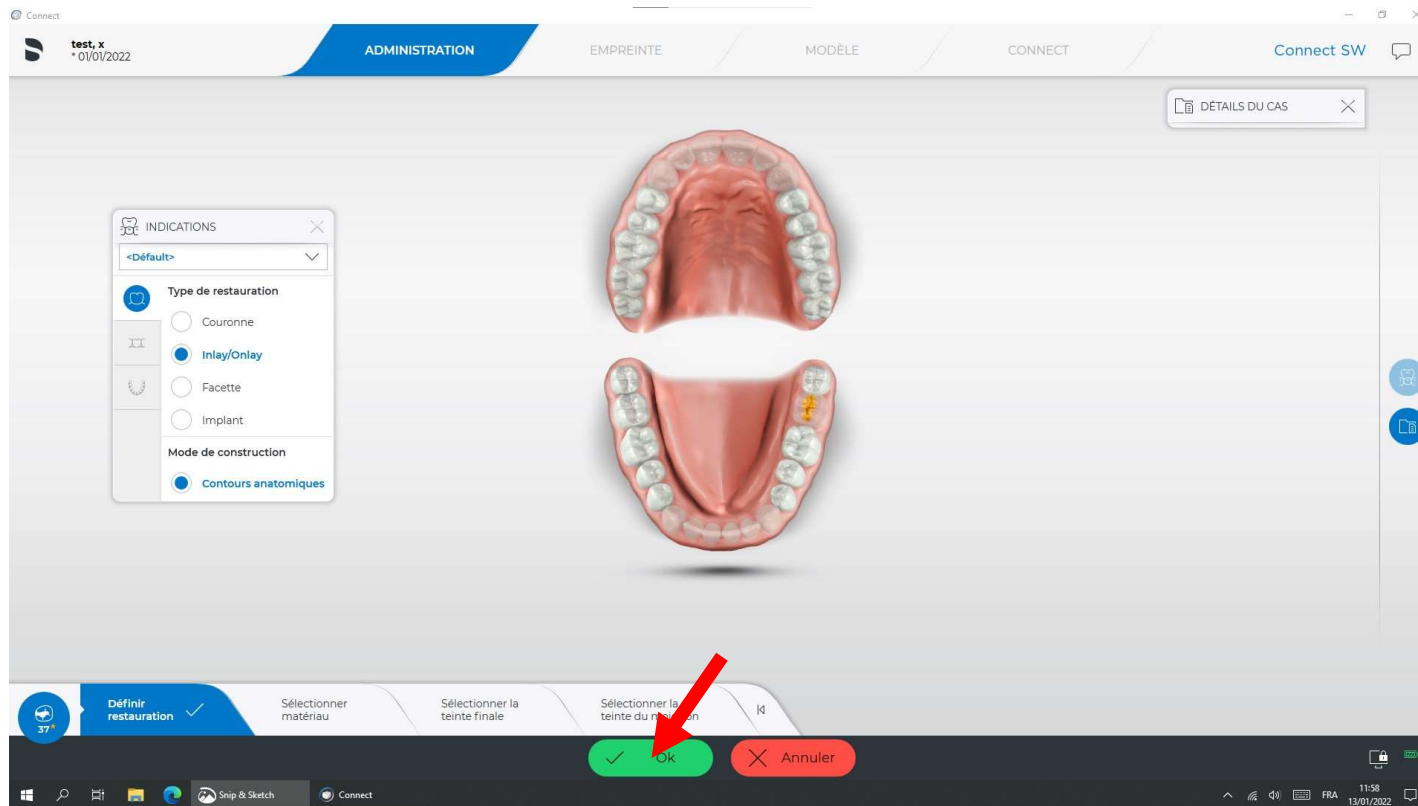 Connect
test, x
* 01/01/2022
ADMINISTRATION
EMPREINTE
MODÈLE
CONNECT
Connect SW
DÉTAILS DU CAS
INDICATIONS
<Défault>
Type de restauration
Couronne
Inlay/Onlay
Facette
Implant
Mode de construction
Contours anatomiques
37*
Définir
restauration
Sélectionner
matériau
Sélectionner la
teinte finale
Sélectionner la
teinte du
Ok
Annuler
Snip & Sketch
Connect
FRA
11:58
13/01/2022